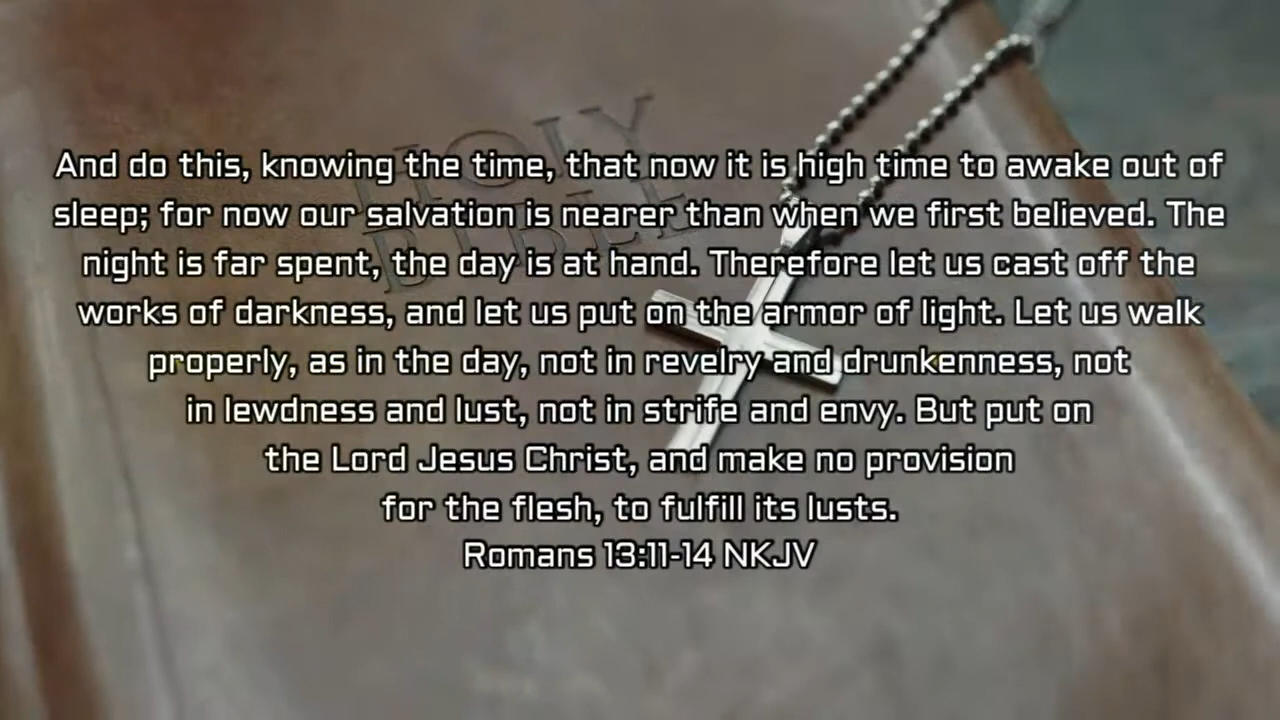 HOLY
BIBLE
And do this, knowing the time, that now it is high time to awake out of
sleep; for now our salvation is nearer than when we first believed. The
night is far spent, the day is at hand. Therefore let us cast off the
works of darkness, and let us put on the armor of light. Let us walk
properly, as in the day, not in revelry and drunkenness, not
in lewdness and lust, not in strife and envy. But put on
the Lord Jesus Christ, and make no provision
for the flesh, to fulfill its lusts.
Romans 13:11-14 NKJV